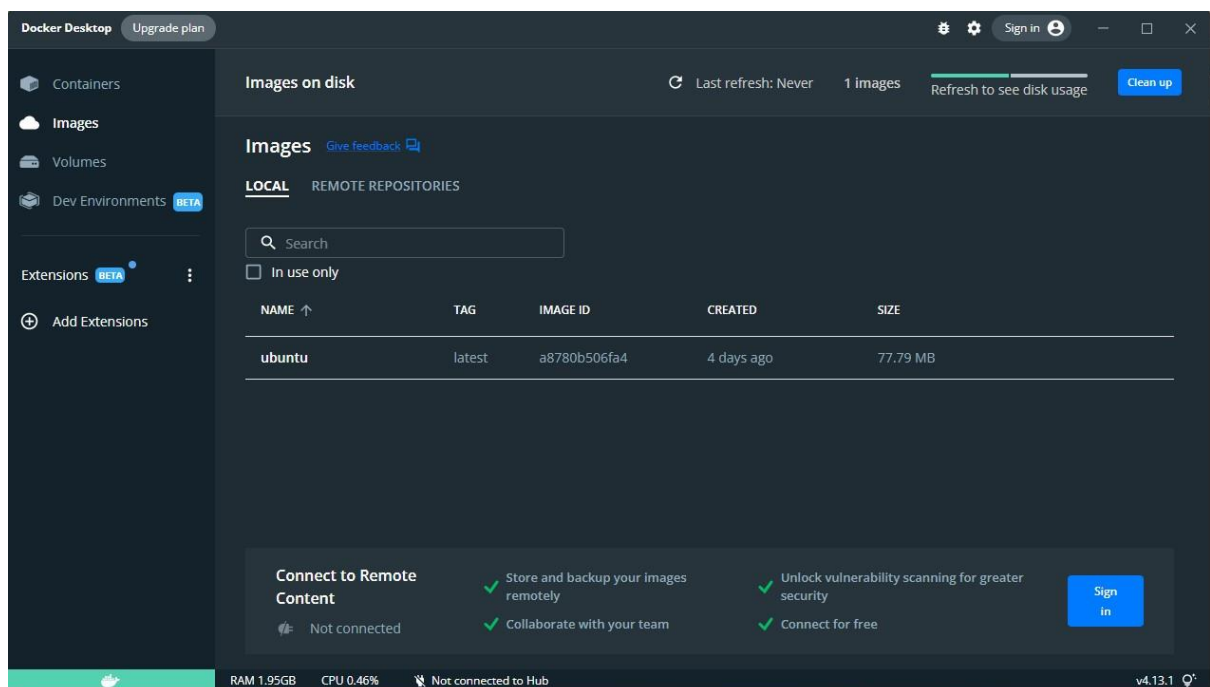 Docker Desktop Upgrade plan Sign in
Containers
Images
Volumes
Dev Environments BETA
Extensions BETA
Add Extensions
Images on disk Last refresh: Never 1 images Refresh to see disk usage Clean up
Images Give feedback
LOCAL REMOTE REPOSITORIES
Search
In use only
NAME TAG IMAGE ID CREATED SIZE
ubuntu latest a8780b506fa4 4 days ago 77.79 MB
Connect to Remote
Content
Not connected
Store and backup your images
remotely
Collaborate with your team
Unlock vulnerability scanning for greater
security
Connect for free
Sign
in
RAM 1.95GB CPU 0.46% Not connected to Hub v4.13.1